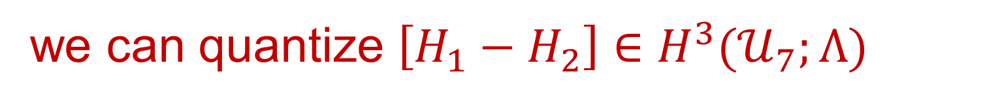 we can quantize [𝐻₁ − 𝐻₂] ∈ 𝐻³(𝒰₇; Λ)